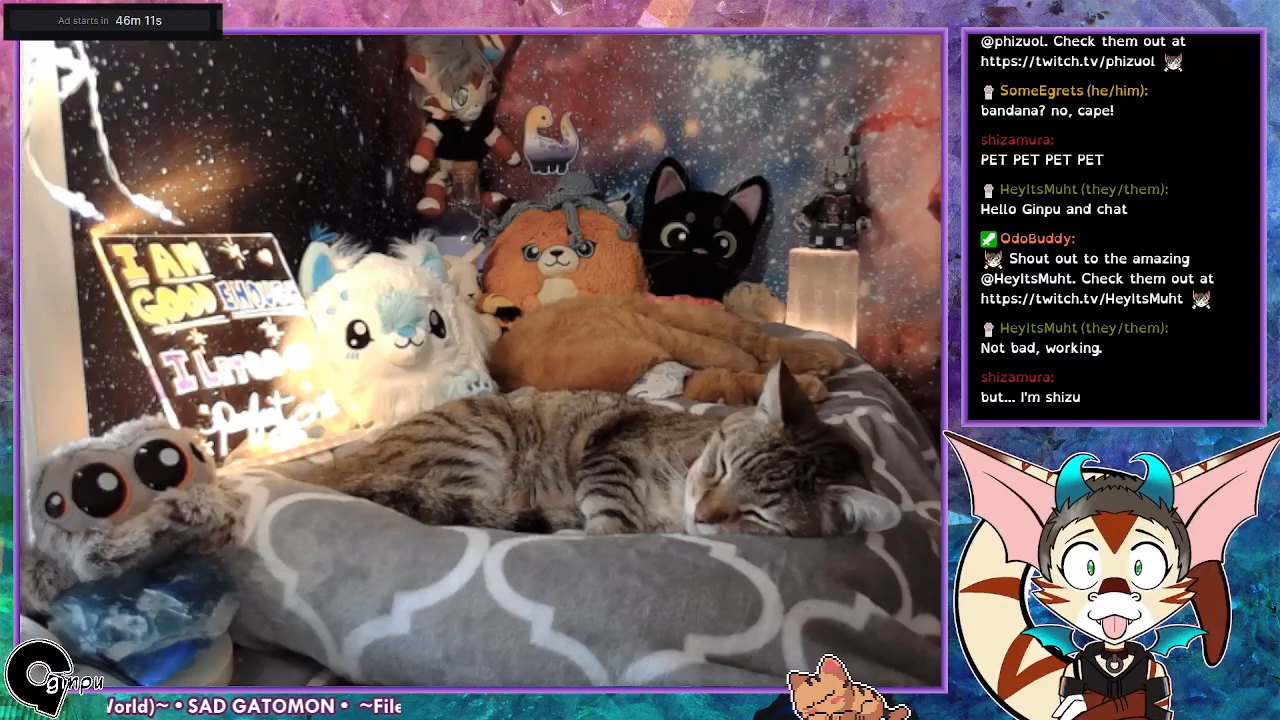 Ad starts in 46m 11s
@phizuol. Check them out at
https://twitch.tv/phizuol
SomeEgrets (he/him):
bandana? no, cape!
shizamura:
PET PET PET PET
HeyItsMuht (they/them):
Hello Ginpu and chat
OdoBuddy:
Shout out to the amazing
@HeyItsMuht. Check them out at
https://twitch.tv/HeyItsMuht
HeyItsMuht (they/them):
Not bad, working.
shizamura:
but... I'm shizu
I AM
GOOD ENOUGH
I
ginpu
World)~ • SAD GATOMON • ~File